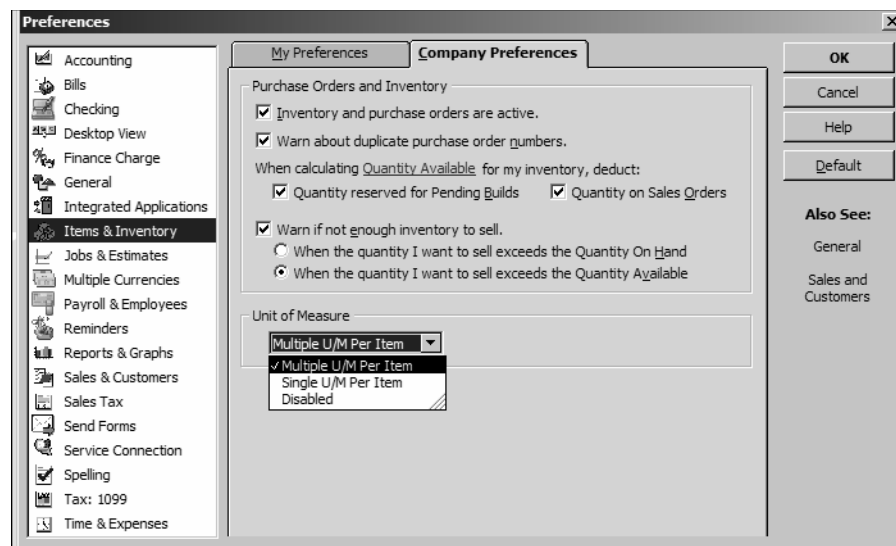 Preferences
Accounting
Bills
Checking
Desktop View
Finance Charge
General
Integrated Applications
Items & Inventory
Jobs & Estimates
Multiple Currencies
Payroll & Employees
Reminders
Reports & Graphs
Sales & Customers
Sales Tax
Send Forms
Service Connection
Spelling
Tax: 1099
Time & Expenses
My Preferences
Company Preferences
Purchase Orders and Inventory
Inventory and purchase orders are active.
Warn about duplicate purchase order numbers.
When calculating Quantity Available for my inventory, deduct:
Quantity reserved for Pending Builds Quantity on Sales Orders
Warn if not enough inventory to sell.
When the quantity I want to sell exceeds the Quantity On Hand
When the quantity I want to sell exceeds the Quantity Available
Unit of Measure
Multiple U/M Per Item
Multiple U/M Per Item
Single U/M Per Item
Disabled
OK
Cancel
Help
Default
Also See:
General
Sales and
Customers